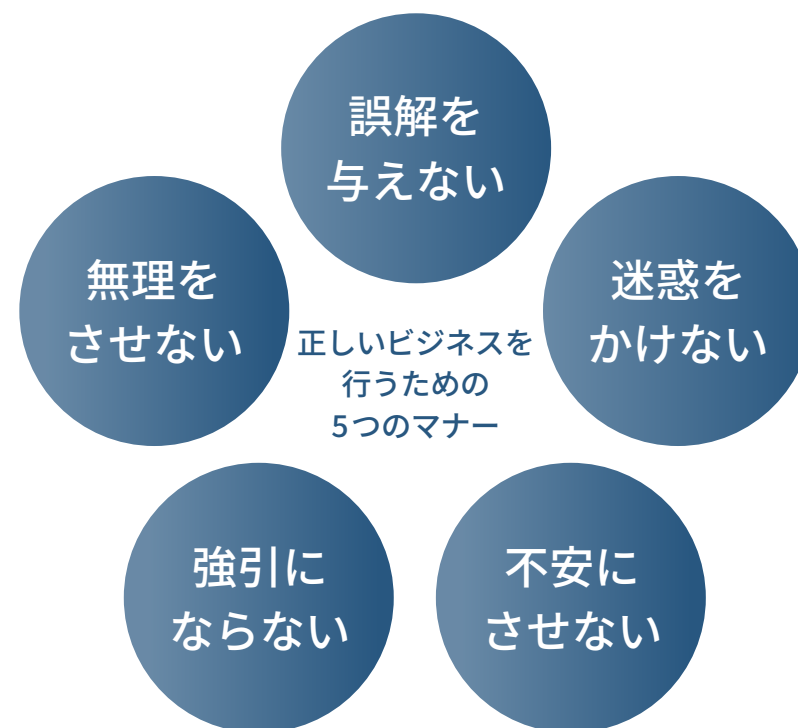 誤解を
与えない
無理を
させない
迷惑を
かけない
正しいビジネスを
行うための
5つのマナー
強引に
ならない
不安に
させない